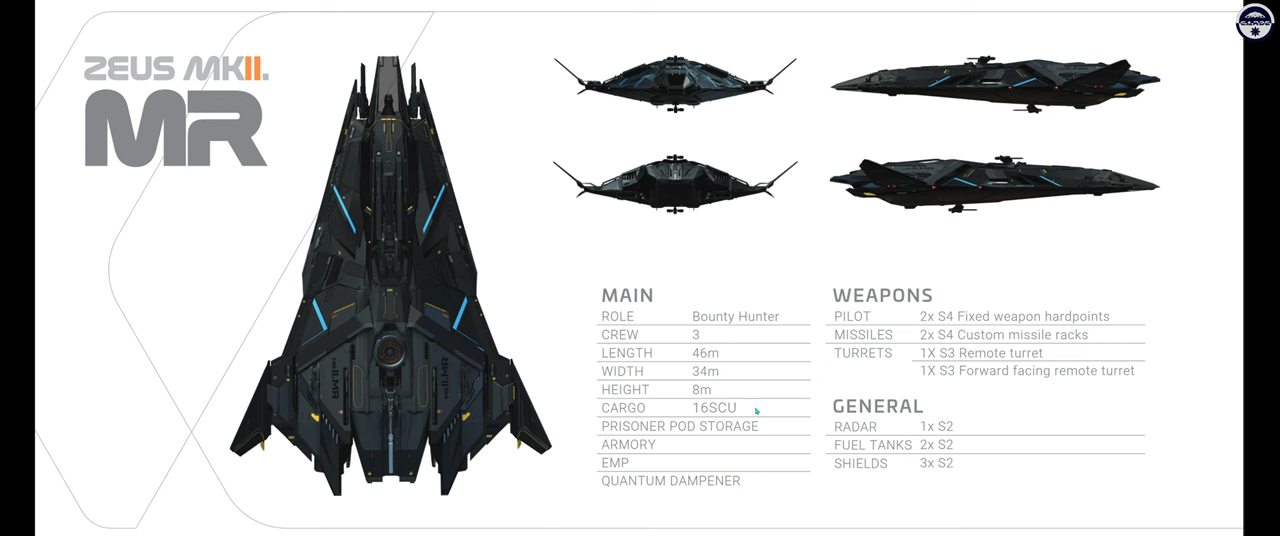 ZEUS MKII.
MR
MAIN
ROLE Bounty Hunter
CREW 3
LENGTH 46m
WIDTH 34m
HEIGHT 8m
CARGO 16SCU
PRISONER POD STORAGE
ARMORY
EMP
QUANTUM DAMPENER
WEAPONS
PILOT 2x S4 Fixed weapon hardpoints
MISSILES 2x S4 Custom missile racks
TURRETS 1X S3 Remote turret
1X S3 Forward facing remote turret
GENERAL
RADAR 1x S2
FUEL TANKS 2x S2
SHIELDS 3x S2